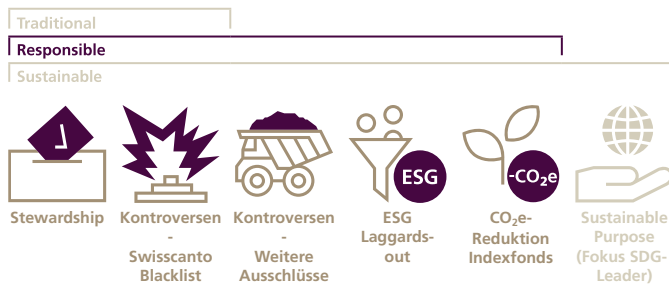 Traditional
Responsible
Sustainable
ESG
-CO₂e
Stewardship
Kontroversen
-
Swisscanto
Blacklist
Kontroversen
-
Weitere
Ausschlüsse
ESG
Laggards-
out
CO₂e-
Reduktion
Indexfonds
Sustainable
Purpose
(Fokus SDG-
Leader)